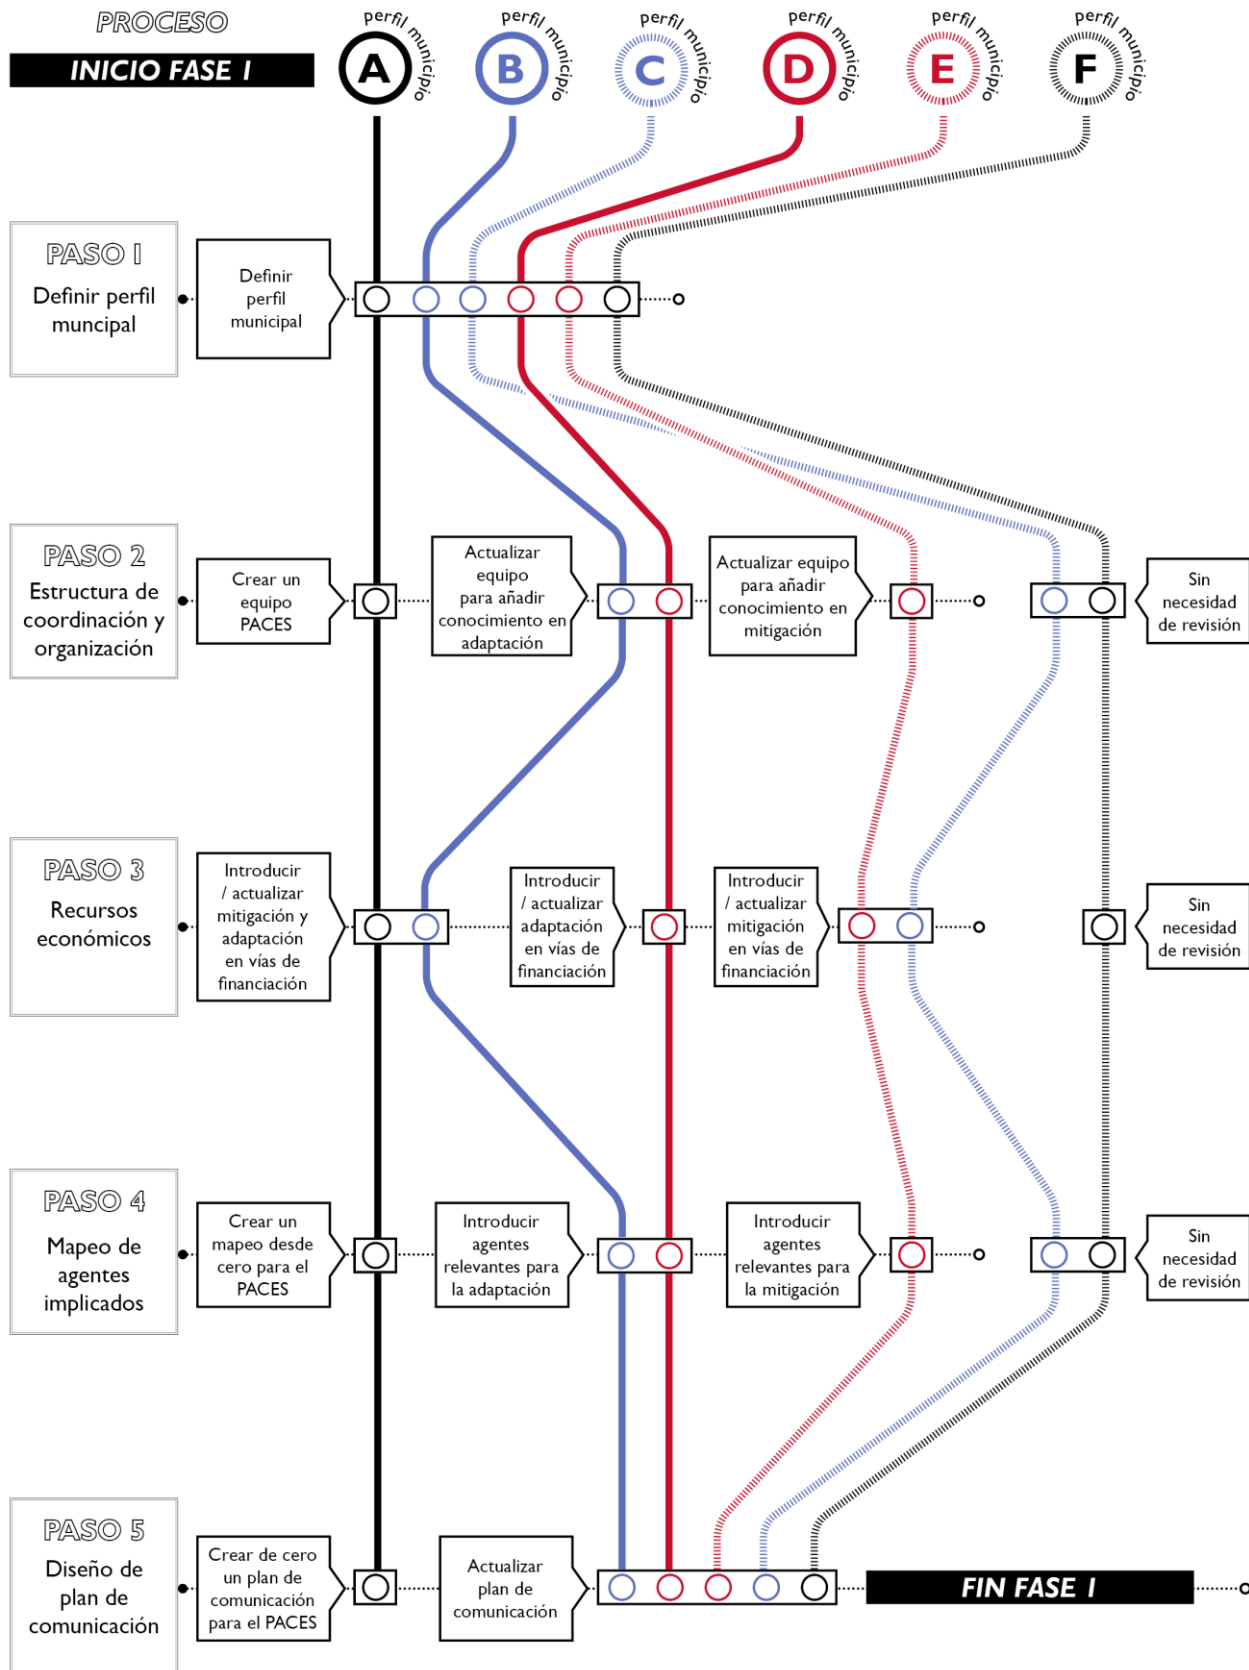 PROCESO
INICIO FASE I
A
perfil municipio
B
perfil municipio
C
perfil municipio
D
perfil municipio
E
perfil municipio
F
perfil municipio
PASO I
Definir perfil
muncipal
Definir
perfil
municipal
PASO 2
Estructura de
coordinación y
organización
Crear un
equipo
PACES
Actualizar
equipo
para añadir
conocimiento en
adaptación
Actualizar equipo
para añadir
conocimiento en
mitigación
Sin
necesidad
de revisión
PASO 3
Recursos
económicos
Introducir
/ actualizar
mitigación y
adaptación
en vías de
financiación
Introducir
/ actualizar
adaptación
en vías de
financiación
Introducir
/ actualizar
mitigación
en vías de
financiación
Sin
necesidad
de revisión
PASO 4
Mapeo de
agentes
implicados
Crear un
mapeo desde
cero para el
PACES
Introducir
agentes
relevantes para
la adaptación
Introducir
agentes
relevantes para
la mitigación
Sin
necesidad
de revisión
PASO 5
Diseño de
plan de
comunicación
Crear de cero
un plan de
comunicación
para el PACES
Actualizar
plan de
comunicación
FIN FASE I